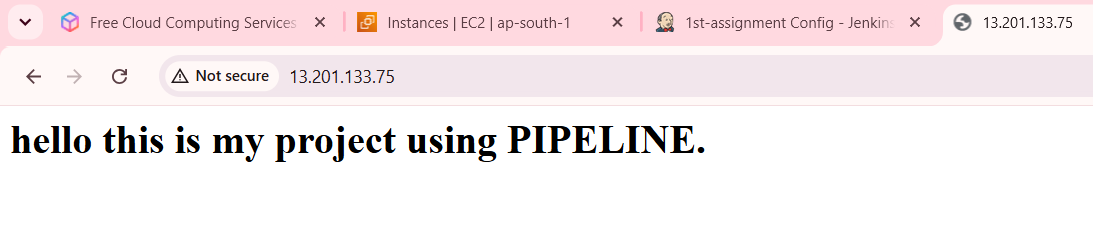 Free Cloud Computing Services
Instances | EC2 | ap-south-1
1st-assignment Config - Jenkins
13.201.133.75
Not secure
13.201.133.75
hello this is my project using PIPELINE.